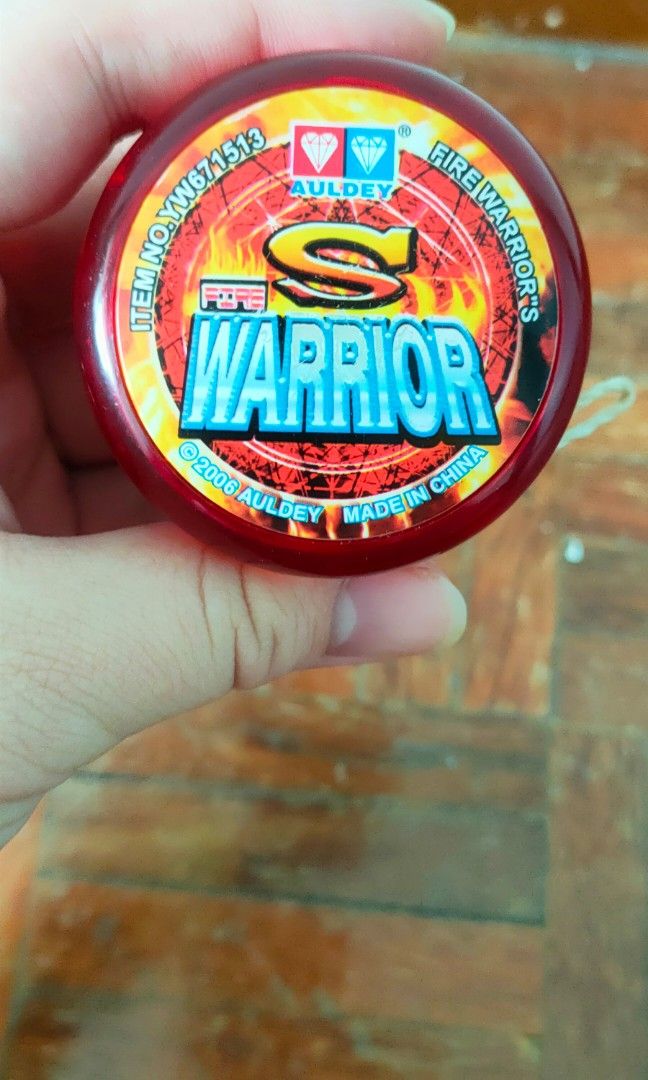 ITEM NO.YW671513
®
AULDEY
FIRE WARRIOR"S
S
FIRE
WARRIOR
© 2006 AULDEY MADE IN CHINA